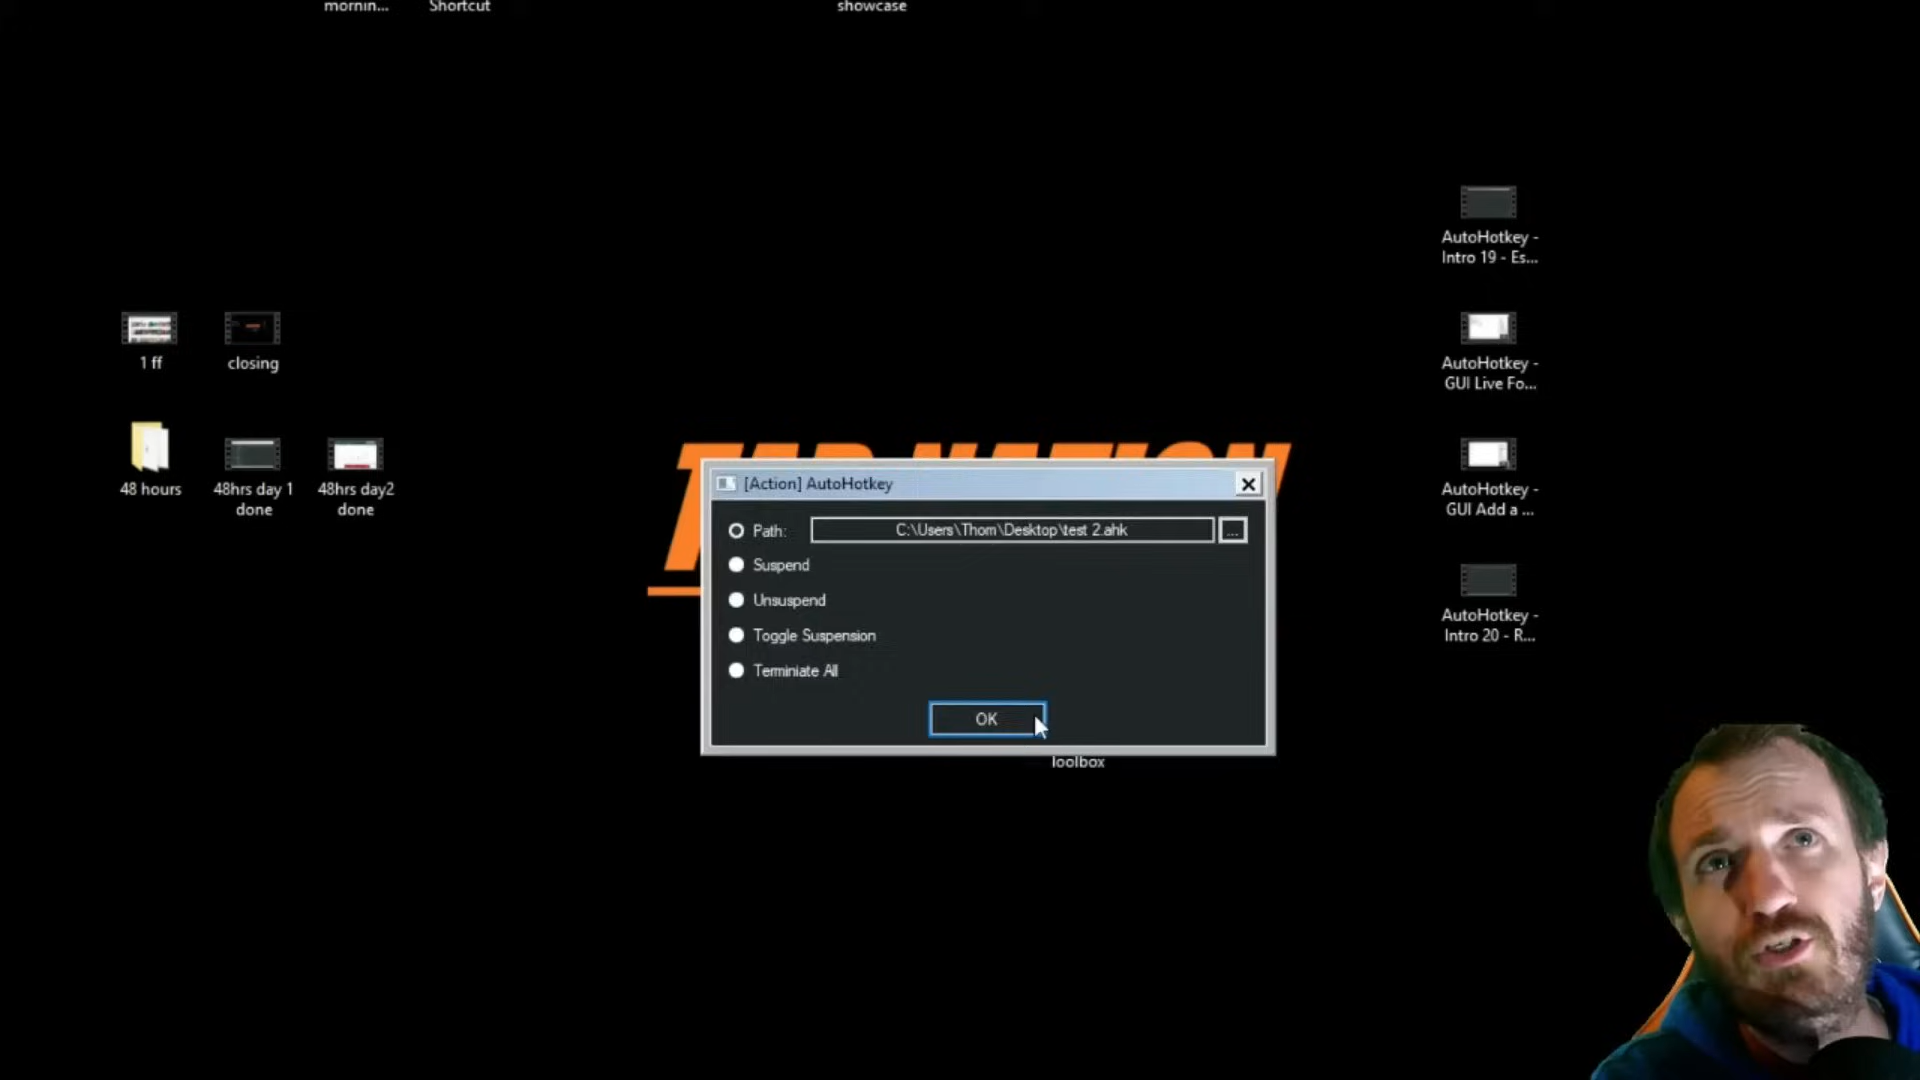 mornin...
Shortcut
showcase
AutoHotkey -
Intro 19 - Es...
1 ff
closing
AutoHotkey -
GUI Live Fo...
48 hours
48hrs day 1
done
48hrs day2
done
AutoHotkey -
GUI Add a ...
[Action] AutoHotkey
Path:
C:\Users\Thom\Desktop\test 2.ahk
...
Suspend
Unsuspend
Toggle Suspension
Terminiate All
OK
AutoHotkey -
Intro 20 - R...